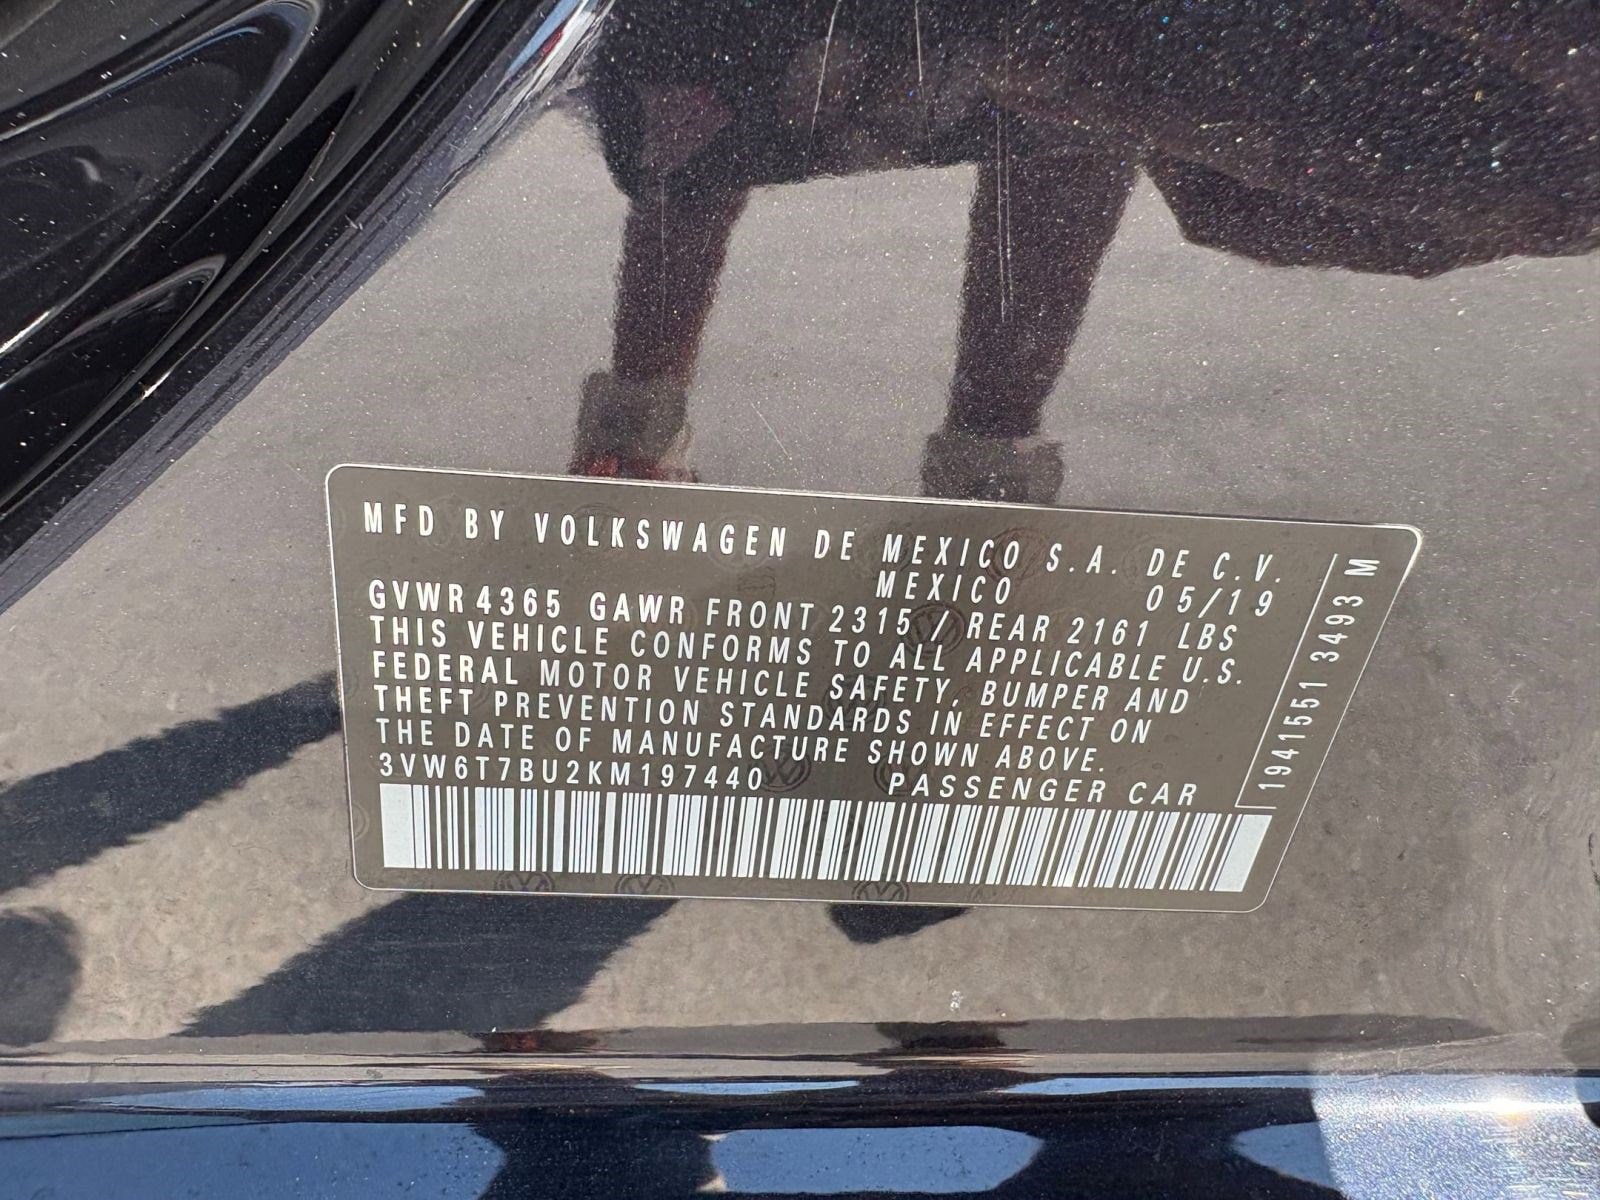 MFD BY VOLKSWAGEN DE MEXICO S.A. DE C.V.
MEXICO 05/19
GVWR 4365 GAWR FRONT 2315 / REAR 2161 LBS
THIS VEHICLE CONFORMS TO ALL APPLICABLE U.S.
FEDERAL MOTOR VEHICLE SAFETY, BUMPER AND
THEFT PREVENTION STANDARDS IN EFFECT ON
THE DATE OF MANUFACTURE SHOWN ABOVE.
3VW6T7BU2KM197440 PASSENGER CAR
1941551 3493 M